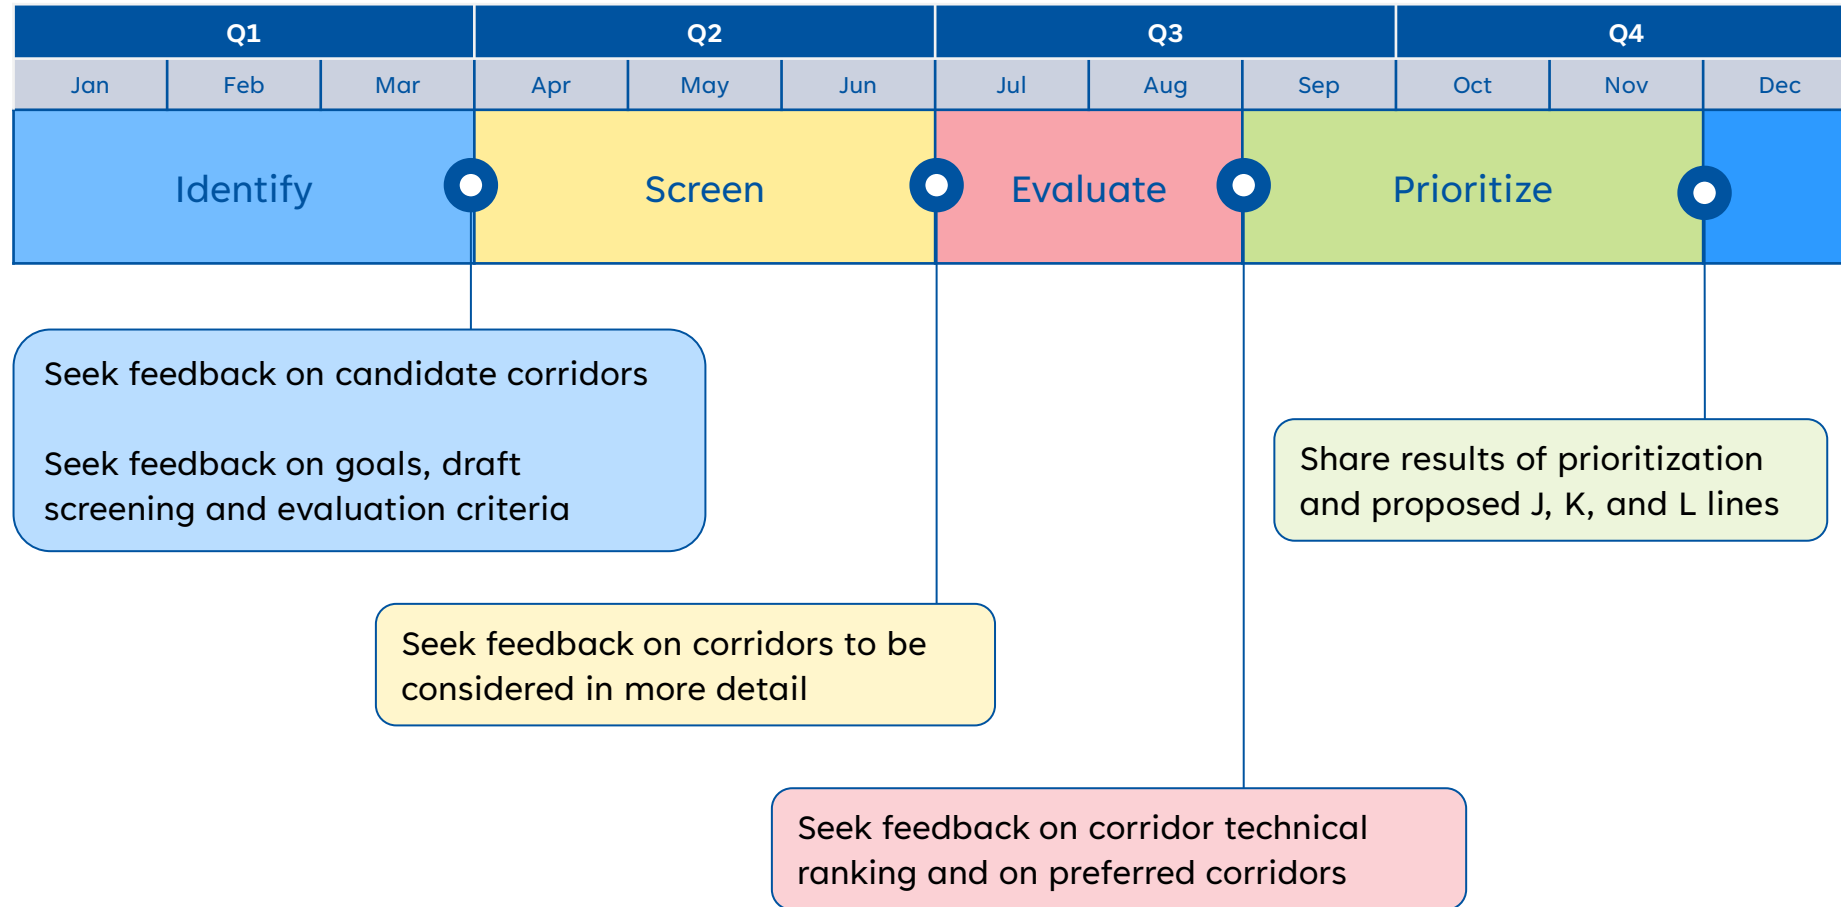 Q1 Q2 Q3 Q4
Jan Feb Mar Apr May Jun Jul Aug Sep Oct Nov Dec
Identify Screen Evaluate Prioritize
Seek feedback on candidate corridors
Seek feedback on goals, draft
screening and evaluation criteria
Share results of prioritization
and proposed J, K, and L lines
Seek feedback on corridors to be
considered in more detail
Seek feedback on corridor technical
ranking and on preferred corridors